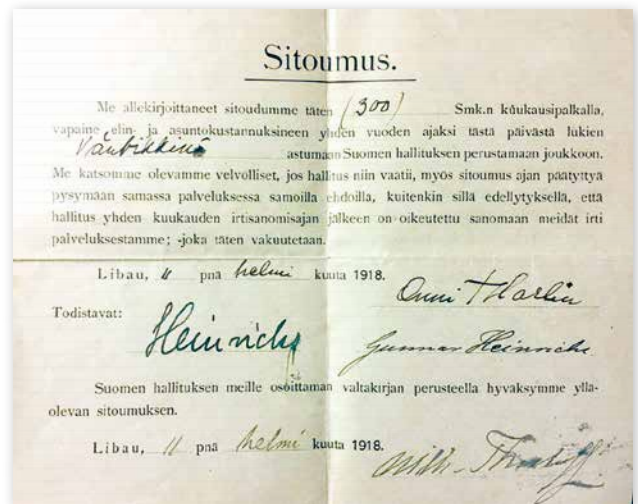 Sitoumus.
Me allekirjoittaneet sitoudumme täten (300) Smk.n kuukausipalkalla,
vapaine elin- ja asuntokustannuksineen yhden vuoden ajaksi tästä päivästä lukien
Vänrikkinä astumaan Suomen hallituksen perustamaan joukkoon.
Me katsomme olevamme velvolliset, jos hallitus niin vaatii, myös sitoumus ajan päätyttyä
pysymään samassa palveluksessa samoilla ehdoilla, kuitenkin sillä edellytyksellä, että
hallitus yhden kuukauden irtisanomisajan jälkeen on oikeutettu sanomaan meidät irti
palveluksestamme; -joka täten vakuutetaan.
Libau, 11 pnä helmi kuuta 1918.
Onni
Todistavat:
Heinrichs Gunnar Heinrichs
Suomen hallituksen meille osoittaman valtakirjan perusteella hyväksymme yllä-
olevan sitoumuksen.
Libau, 11 pnä helmi kuuta 1918.